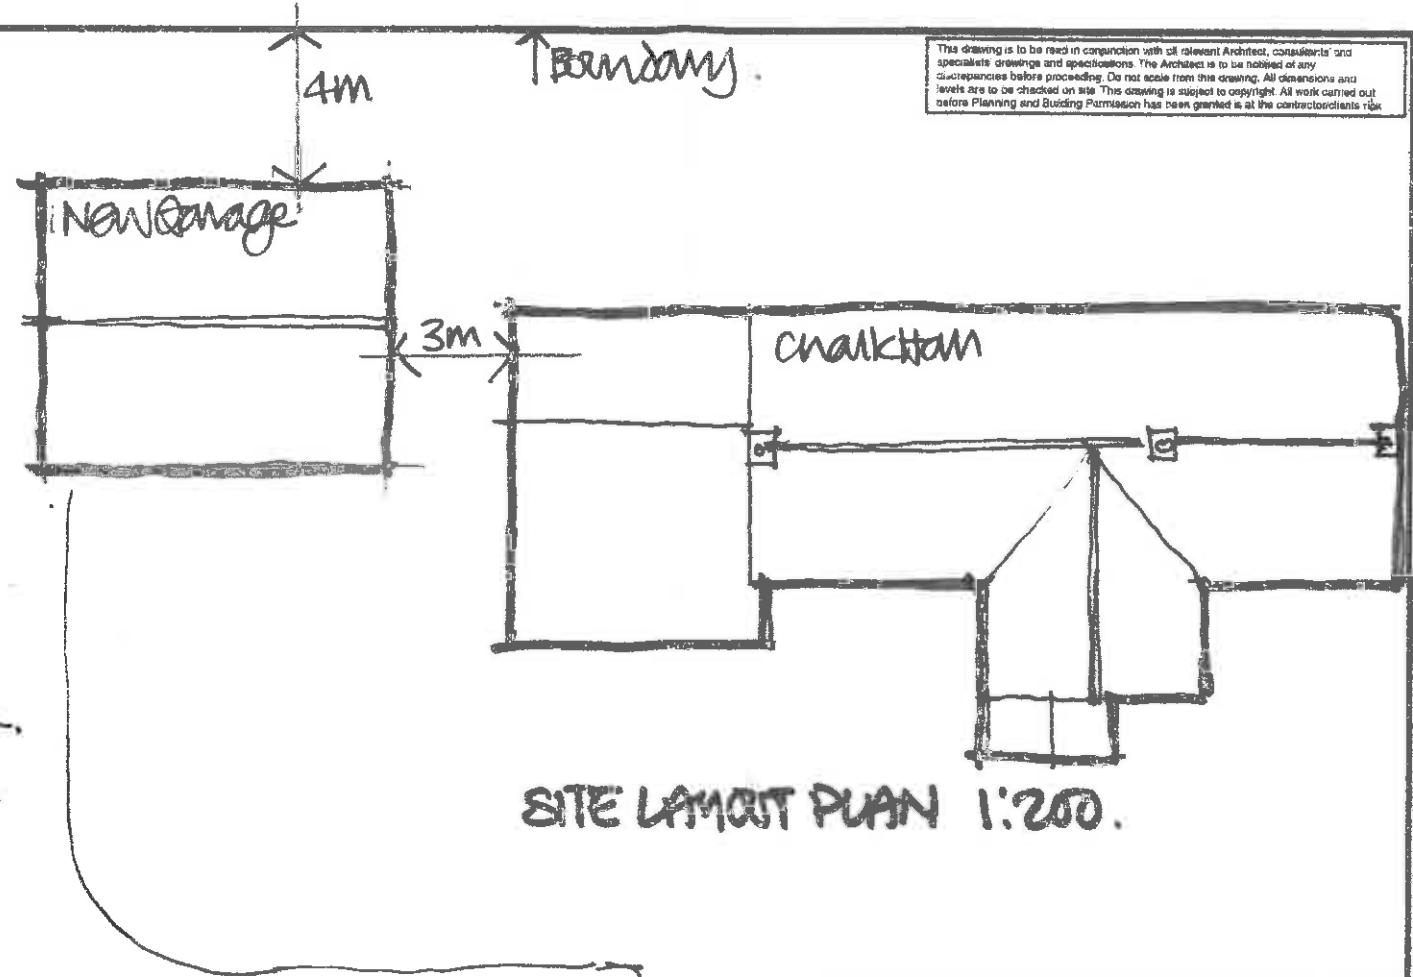 4m
Boundary.
This drawing is to be read in conjunction with all relevant Architect, consultants' and
specialists' drawings and specifications. The Architect is to be notified of any
discrepancies before proceeding. Do not scale from this drawing. All dimensions and
levels are to be checked on site. This drawing is subject to copyright. All work carried out
before Planning and Building Permission has been granted is at the contractor/clients risk
New Garage
3m
SITE LAYOUT PLAN 1:200.